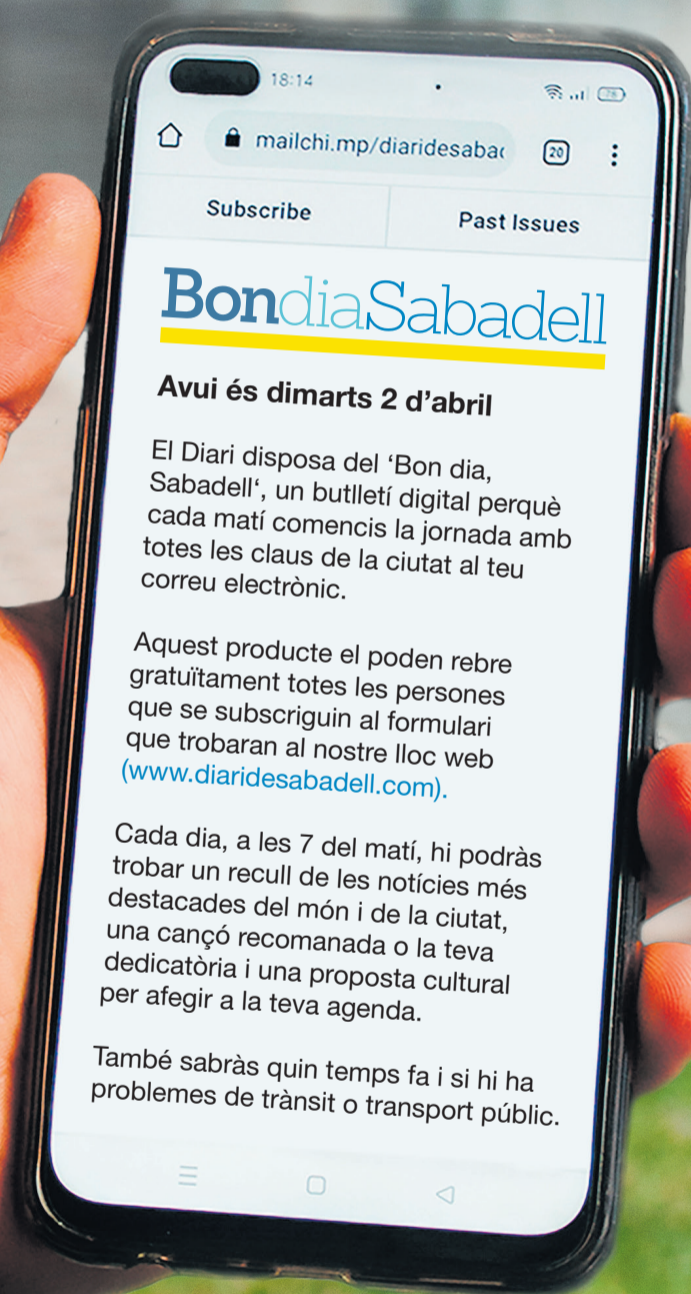 18:14
78
mailchi.mp/diaridesabac
20
Subscribe
Past Issues
BondiaSabadell
Avui és dimarts 2 d’abril
El Diari disposa del ‘Bon dia,
Sabadell‘, un butlletí digital perquè
cada matí comencis la jornada amb
totes les claus de la ciutat al teu
correu electrònic.
Aquest producte el poden rebre
gratuïtament totes les persones
que se subscriguin al formulari
que trobaran al nostre lloc web
(www.diaridesabadell.com).
Cada dia, a les 7 del matí, hi podràs
trobar un recull de les notícies més
destacades del món i de la ciutat,
una cançó recomanada o la teva
dedicatòria i una proposta cultural
per afegir a la teva agenda.
També sabràs quin temps fa i si hi ha
problemes de trànsit o transport públic.